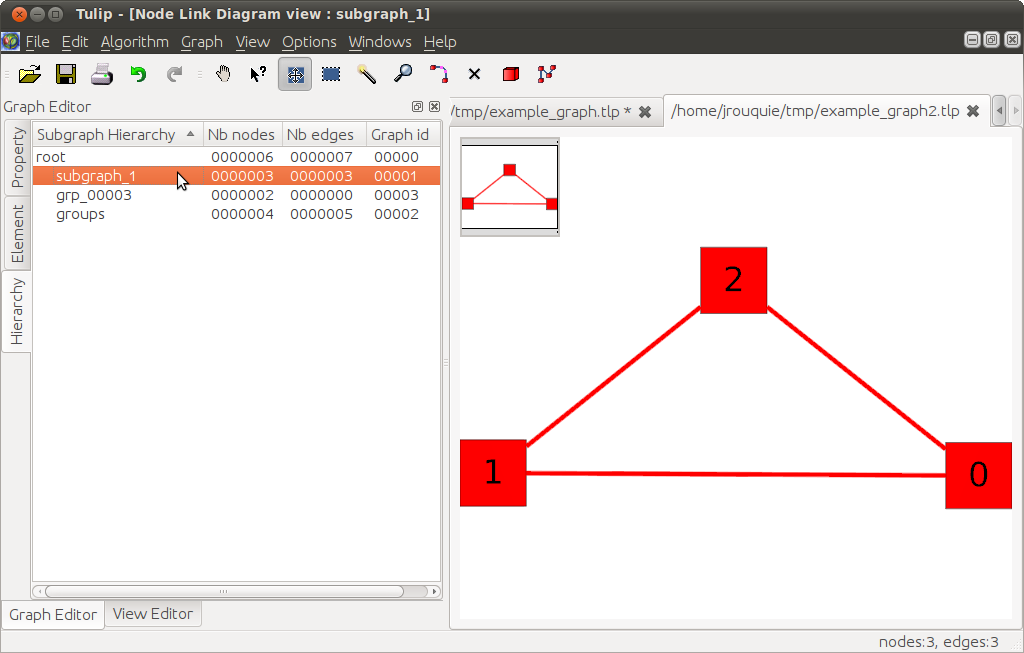 Tulip - [Node Link Diagram view : subgraph_1]
File Edit Algorithm Graph View Options Windows Help
Graph Editor
/tmp/example_graph.tlp *
/home/jrouquie/tmp/example_graph2.tlp
Property
Element
Hierarchy
Subgraph Hierarchy Nb nodes Nb edges Graph id
root 0000006 0000007 00000
subgraph_1 0000003 0000003 00001
grp_00003 0000002 0000000 00003
groups 0000004 0000005 00002
2
1
0
Graph Editor View Editor
nodes:3, edges:3